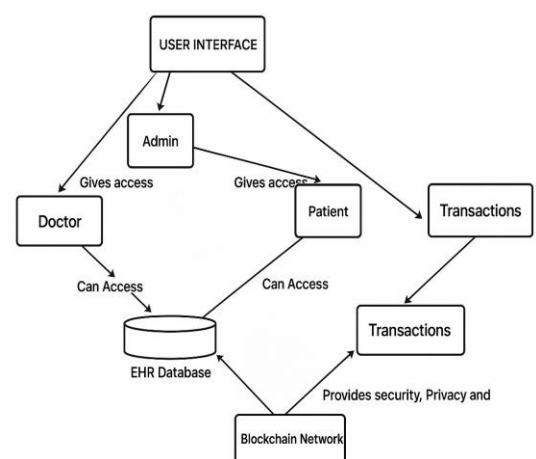 USER INTERFACE
Admin
Gives access
Gives access
Doctor
Patient
Transactions
Can Access
Can Access
Transactions
EHR Database
Provides security, Privacy and
Blockchain Network